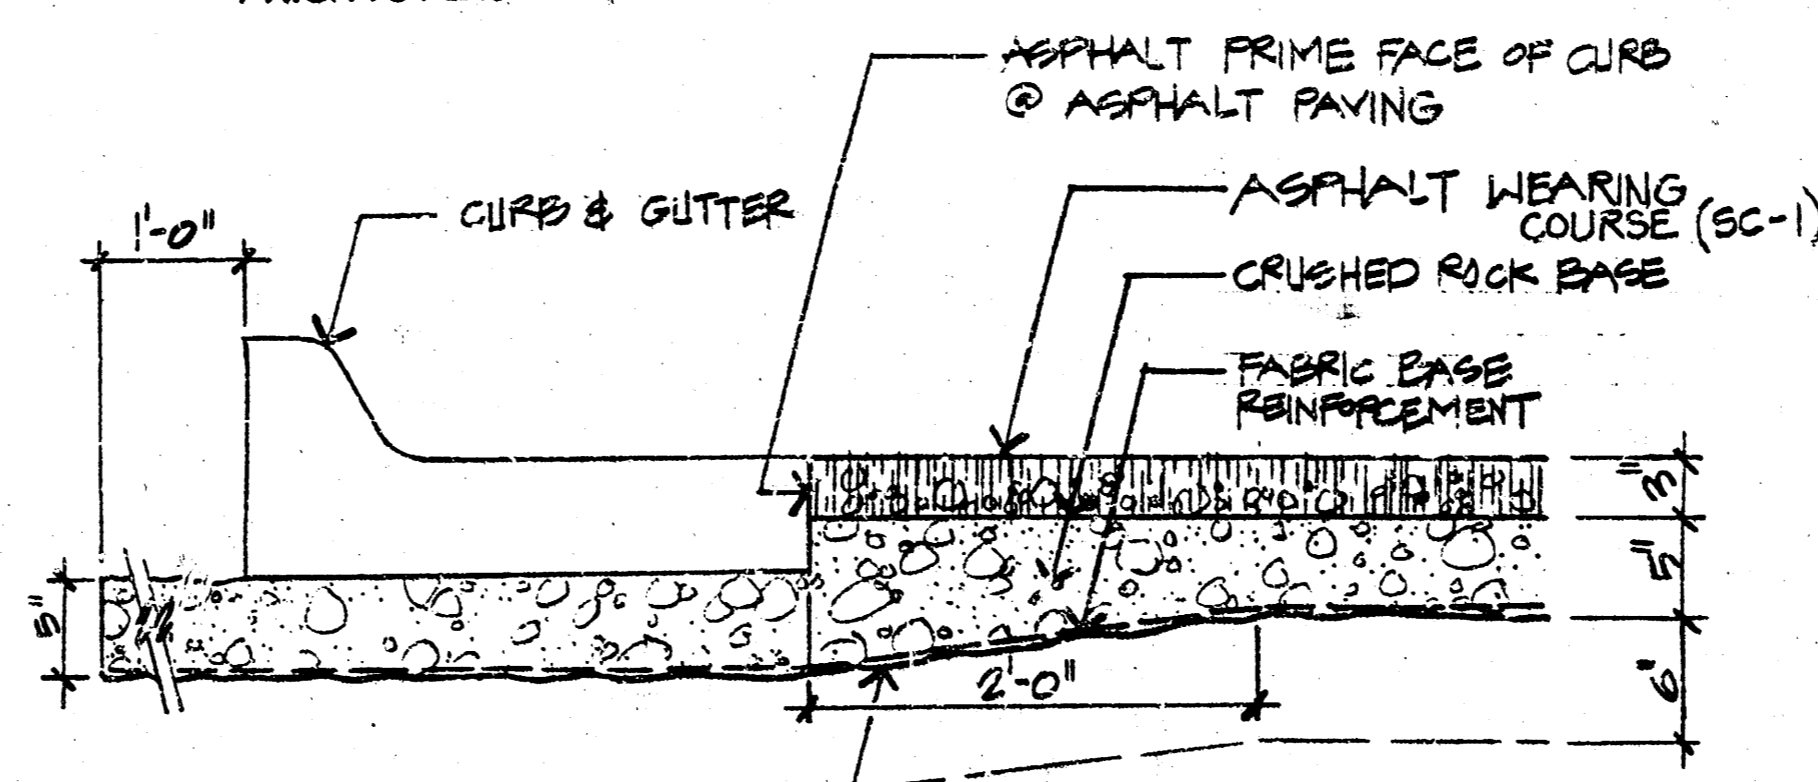 ASPHALT PRIME FACE OF CURB
@ ASPHALT PAVING
ASPHALT WEARING
COURSE (SC-1)
CURB & GUTTER
1'-0"
CRUSHED ROCK BASE
FABRIC BASE
REINFORCEMENT
3"
5"
5"
2'-0"
6"